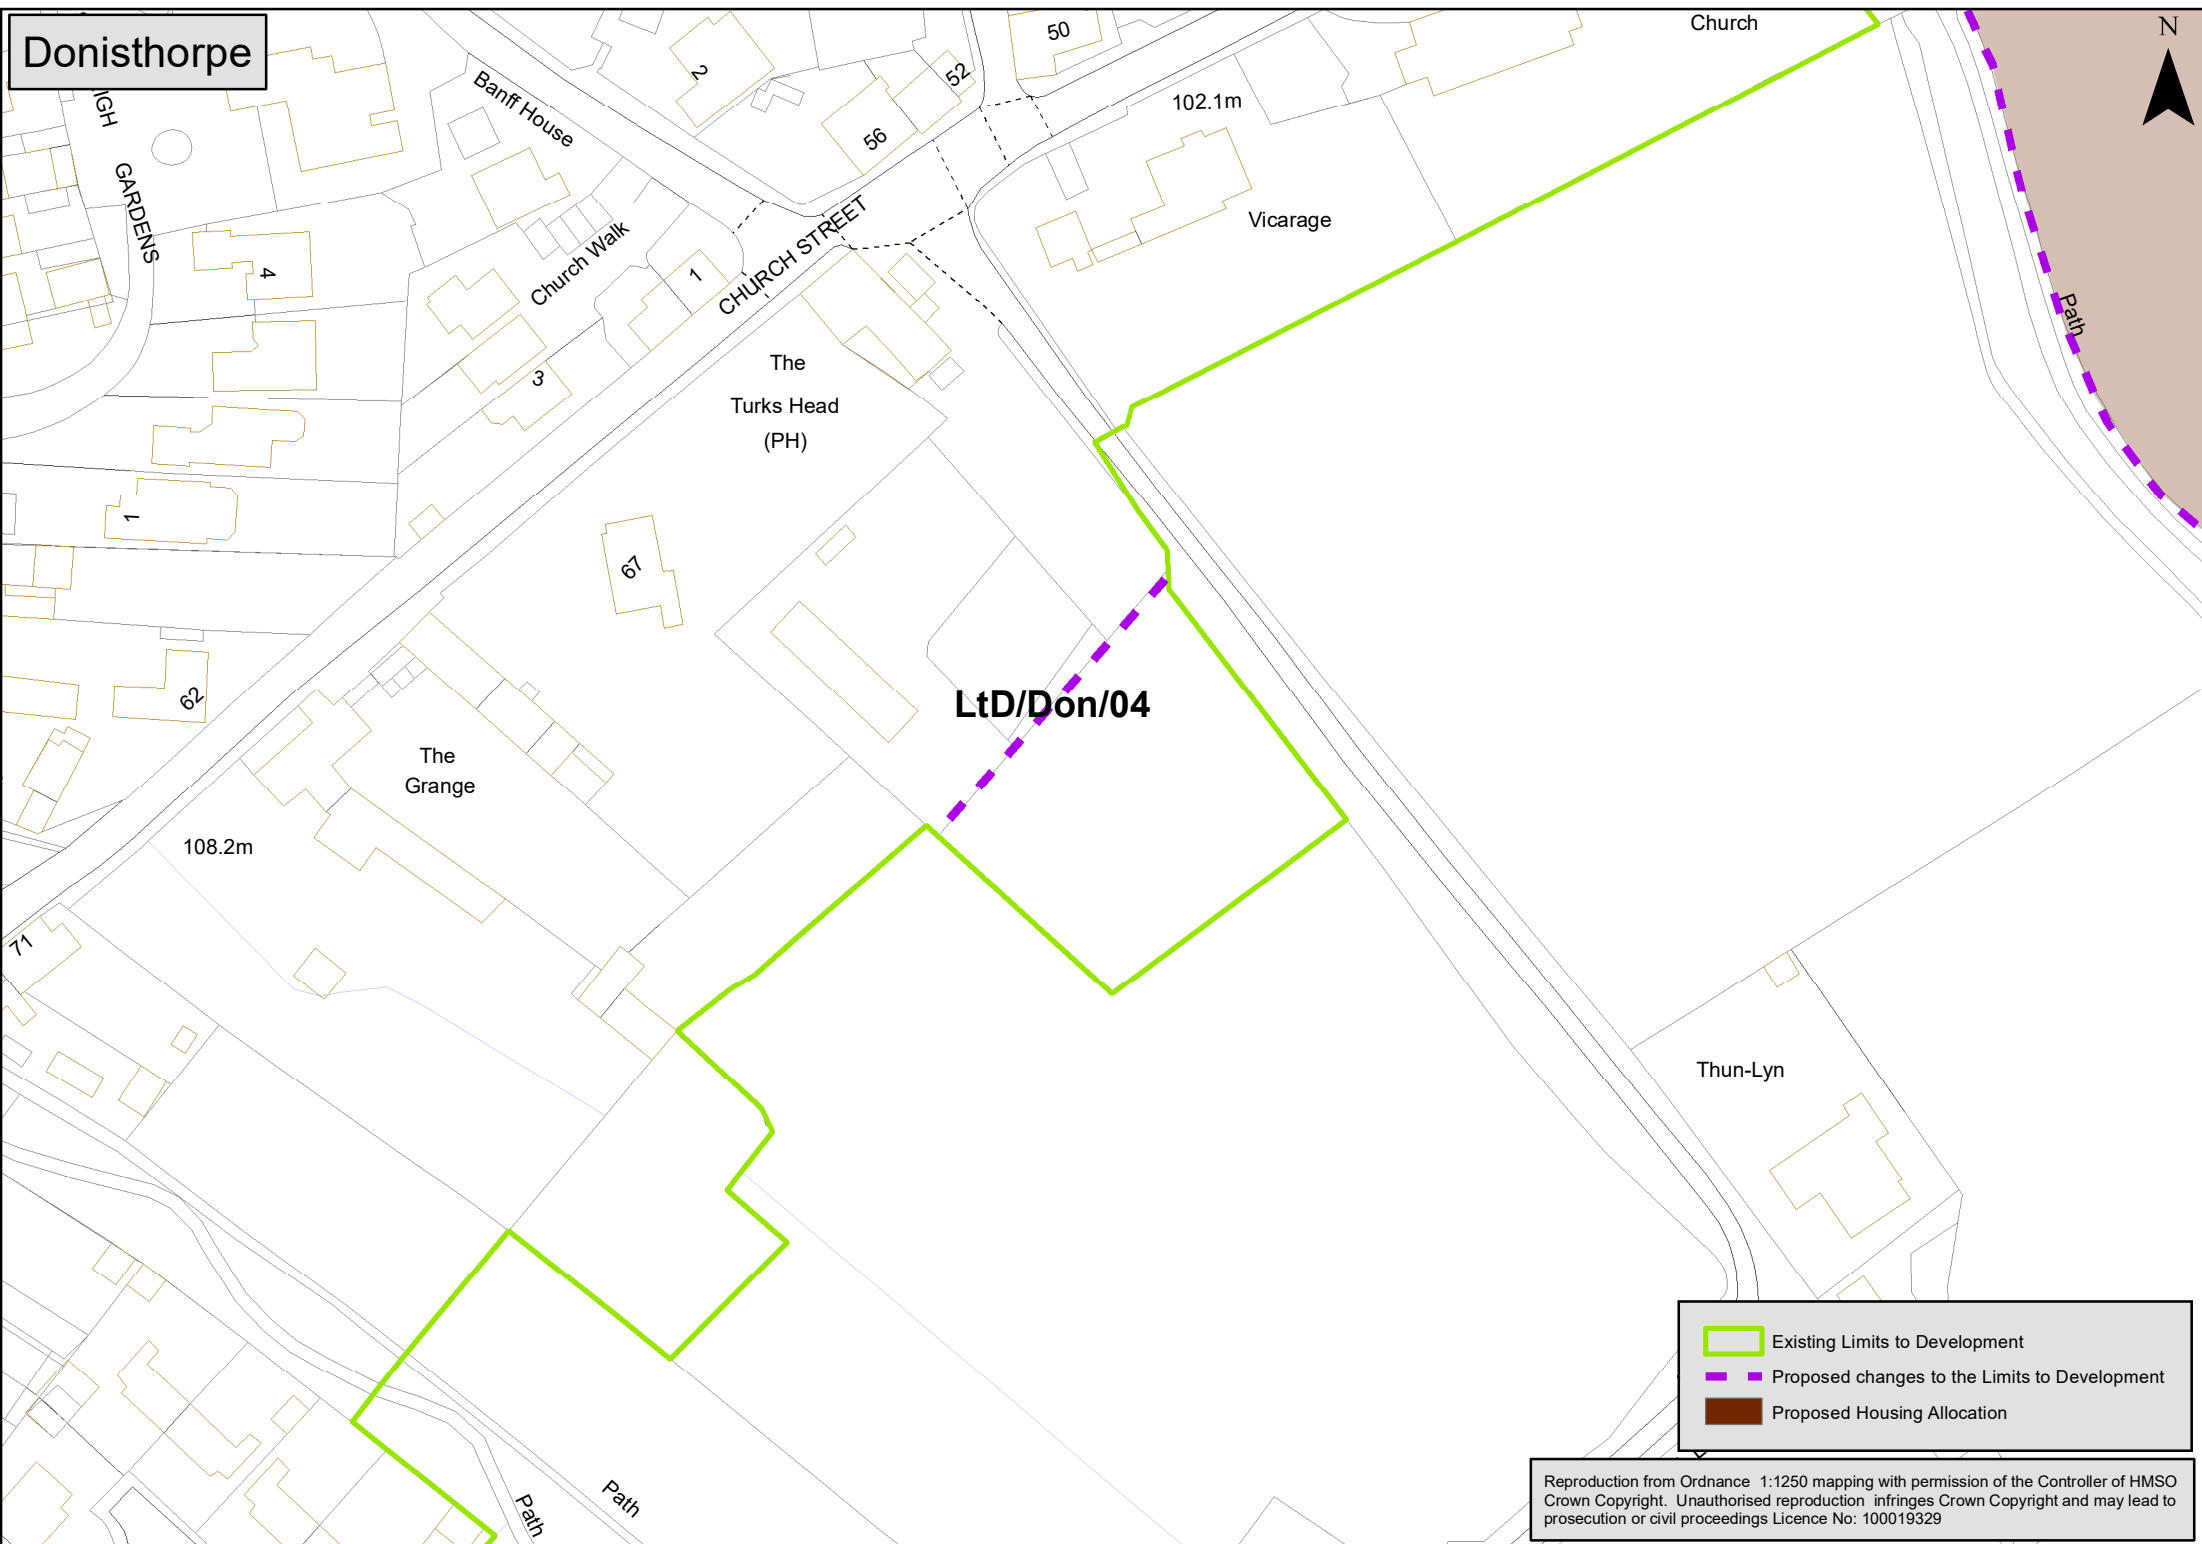 Donisthorpe
N
Church
50
52
2
56
102.1m
Banff House
IGH
GARDENS
Vicarage
Church Walk
CHURCH STREET
4
1
3
Path
The
Turks Head
(PH)
1
67
62
LtD/Don/04
The
Grange
108.2m
71
Thun-Lyn
Path
Path
Existing Limits to Development
Proposed changes to the Limits to Development
Proposed Housing Allocation
Reproduction from Ordnance 1:1250 mapping with permission of the Controller of HMSO
Crown Copyright. Unauthorised reproduction infringes Crown Copyright and may lead to
prosecution or civil proceedings Licence No: 100019329